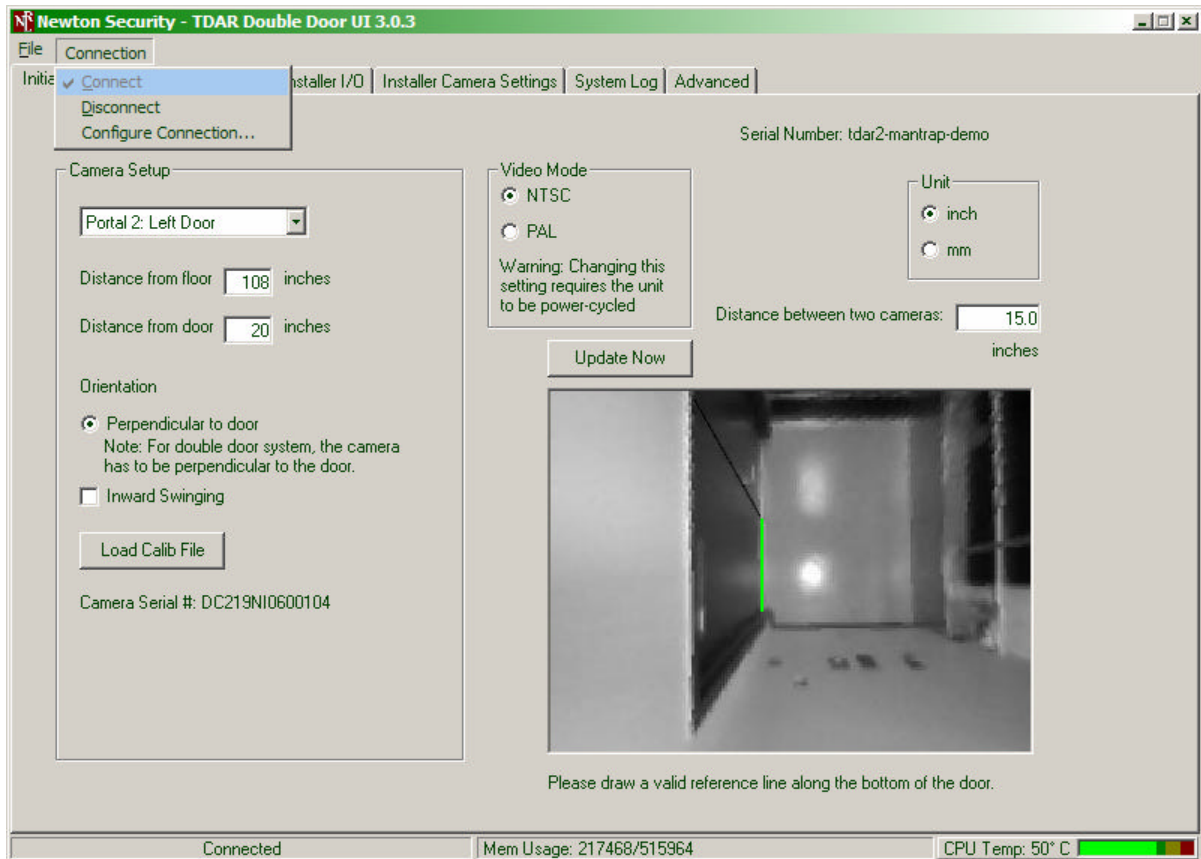 Newton Security - TDAR Double Door UI 3.0.3
File Connection
Connect
Disconnect
Configure Connection...
Installer Camera Settings System Log Advanced
Serial Number: tdar2-mantrap-demo
Camera Setup
Portal 2: Left Door
Distance from floor 108 inches
Distance from door 20 inches
Orientation
Perpendicular to door
Note: For double door system, the camera
has to be perpendicular to the door.
Inward Swinging
Load Calib File
Camera Serial #: DC219NI0600104
Video Mode
NTSC
PAL
Warning: Changing this
setting requires the unit
to be power-cycled
Update Now
Unit
inch
mm
Distance between two cameras: 15.0
inches
Please draw a valid reference line along the bottom of the door.
Connected
Mem Usage: 217468/515964
CPU Temp: 50° C